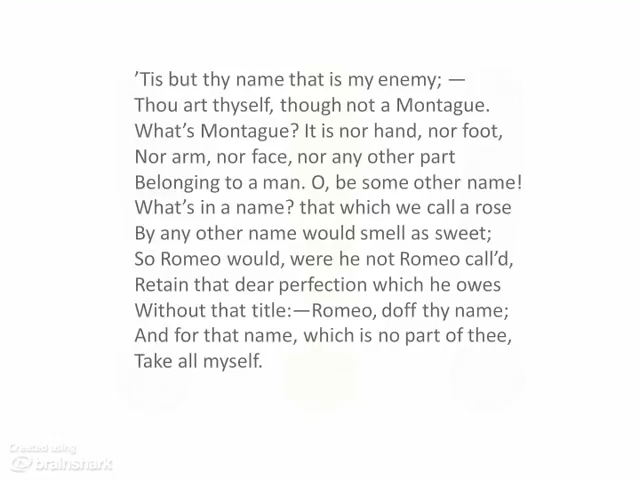 ’Tis but thy name that is my enemy; —
Thou art thyself, though not a Montague.
What’s Montague? It is nor hand, nor foot,
Nor arm, nor face, nor any other part
Belonging to a man. O, be some other name!
What’s in a name? that which we call a rose
By any other name would smell as sweet;
So Romeo would, were he not Romeo call’d,
Retain that dear perfection which he owes
Without that title:—Romeo, doff thy name;
And for that name, which is no part of thee,
Take all myself.
Created using
brainshark